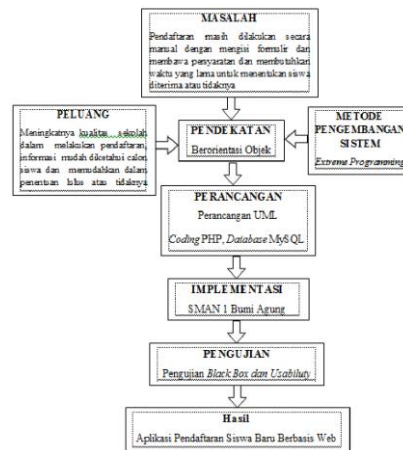 MASALAH
Pendaftaran masih dilakukan secara
manual dengan mengisi formulir dan
membawa persyaratan dan membutuhkan
waktu yang lama untuk menentukan siswa
diterima atau tidaknya
PELUANG
Meningkatnya kualitas sekolah
dalam melakukan pendaftaran,
informasi mudah diketahui calon
siswa dan memudahkan dalam
penentuan lulus atau tidaknya
PENDEKATAN
Berorientasi Objek
METODE
PENGEMBANGAN
SISTEM
Extreme Programming
PERANCANGAN
Perancangan UML
Coding PHP, Database MySQL
IMPLEMENTASI
SMAN 1 Bumi Agung
PENGUJIAN
Pengujian Black Box dan Usability
Hasil
Aplikasi Pendaftaran Siswa Baru Berbasis Web